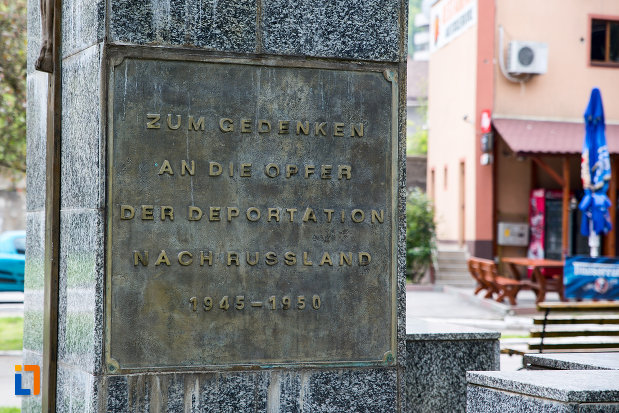 ZUM GEDENKEN
AN DIE OPFER
DER DEPORTATION
NACH RUSSLAND
1945-1950